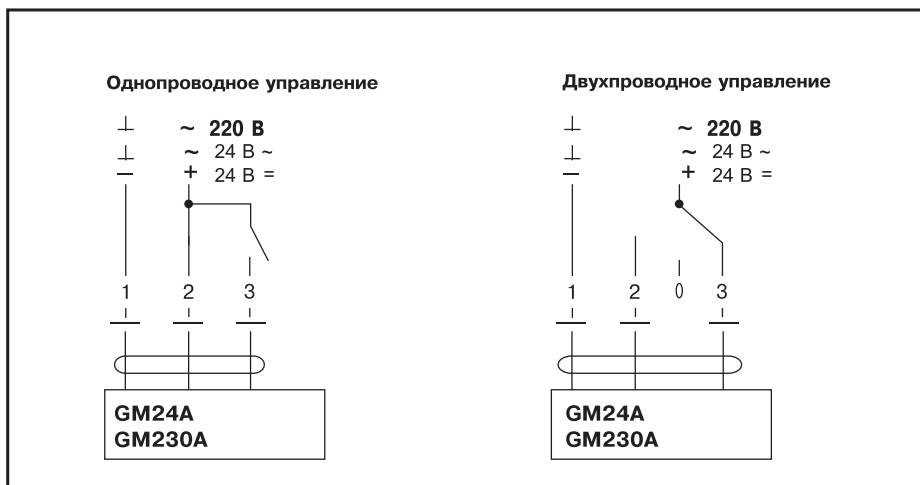 Однопроводное управление
~ 220 В
~ 24 В ~
+ 24 В =
1 2 3
GM24A
GM230A
Двухпроводное управление
~ 220 В
~ 24 В ~
+ 24 В =
1 2 0 3
GM24A
GM230A